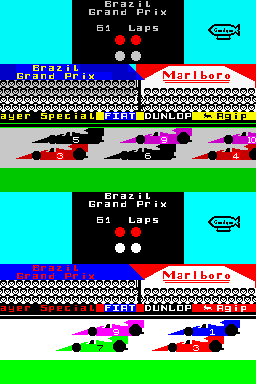 Brazil
Grand Prix
61 Laps
Goodyear
Brazil
Grand Prix
Marlboro
ayer Special FIAT DUNLOP Agip
5 9 10
3 6 4
Brazil
Grand Prix
61 Laps
Goodyear
Brazil
Grand Prix
Marlboro
ayer Special FIAT DUNLOP Agip
9 1
7 3